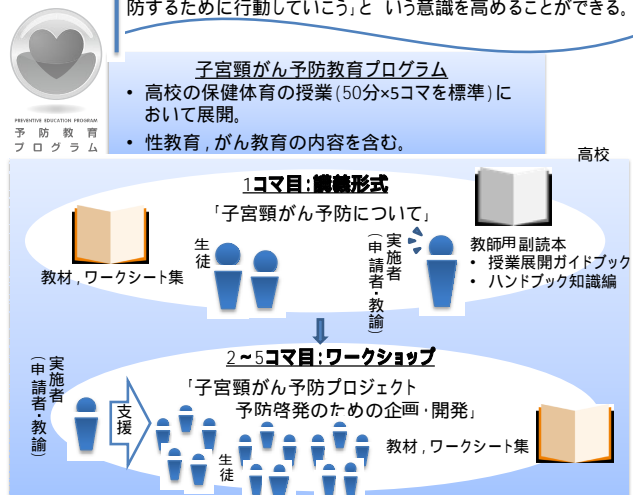 防するために行動していこう」と いう意識を高めることができる。
PREVENTIVE EDUCATION PROGRAM
予防教育
プログラム
子宮頸がん予防教育プログラム
• 高校の保健体育の授業(50分×5コマを標準)に
おいて展開。
• 性教育,がん教育の内容を含む。
高校
1コマ目:講義形式
「子宮頸がん予防について」
教材,ワークシート集
生徒
実施者
(申請者・教諭)
教師用副読本
• 授業展開ガイドブック
• ハンドブック知識編
2~5コマ目:ワークショップ
「子宮頸がん予防プロジェクト
予防啓発のための企画・開発」
実施者
(申請者・教諭)
支援
生徒
教材,ワークシート集